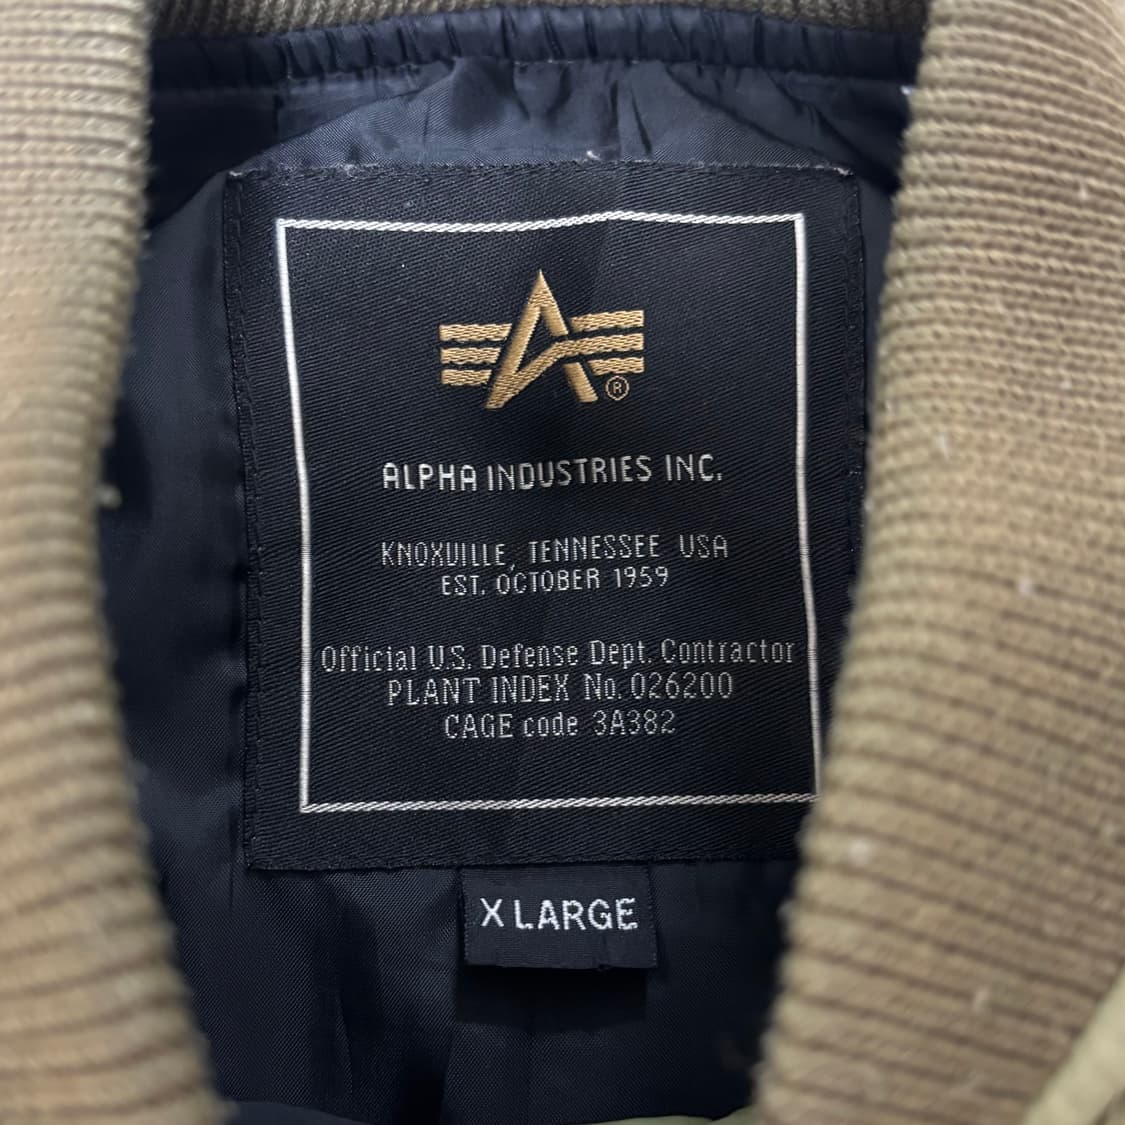 ®
ALPHA INDUSTRIES INC.
KNOXVILLE, TENNESSEE USA
EST. OCTOBER 1959
Official U.S. Defense Dept. Contractor
PLANT INDEX No. 026200
CAGE code 3A382
X LARGE